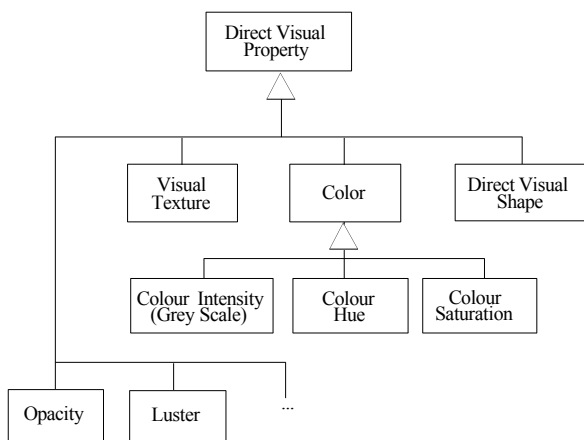 Direct Visual
Property
Visual
Texture
Color
Direct Visual
Shape
Colour Intensity
(Grey Scale)
Colour
Hue
Colour
Saturation
Opacity
Luster
...